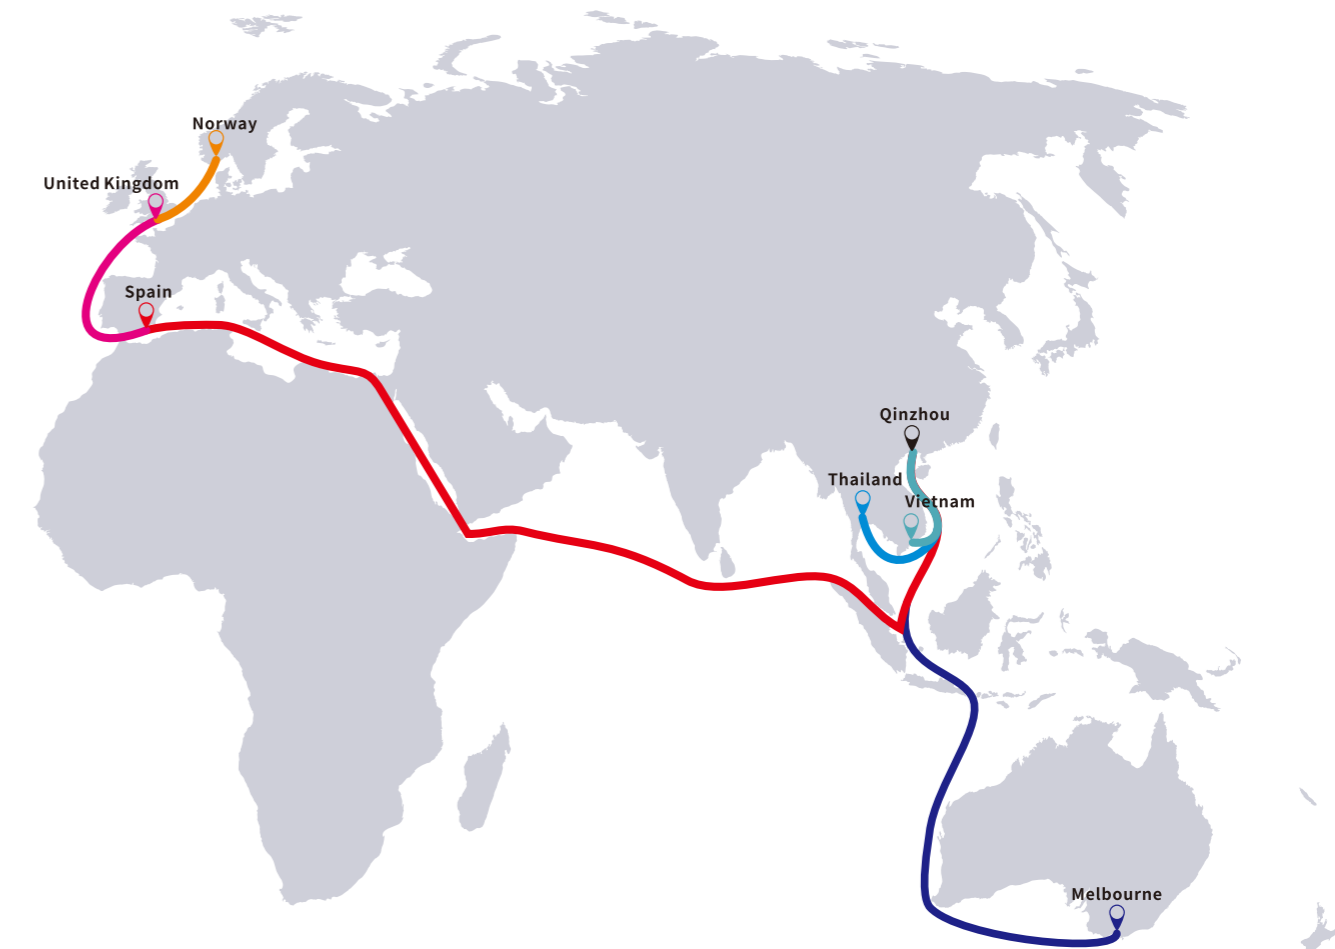 Norway
United Kingdom
Spain
Qinzhou
Thailand
Vietnam
Melbourne